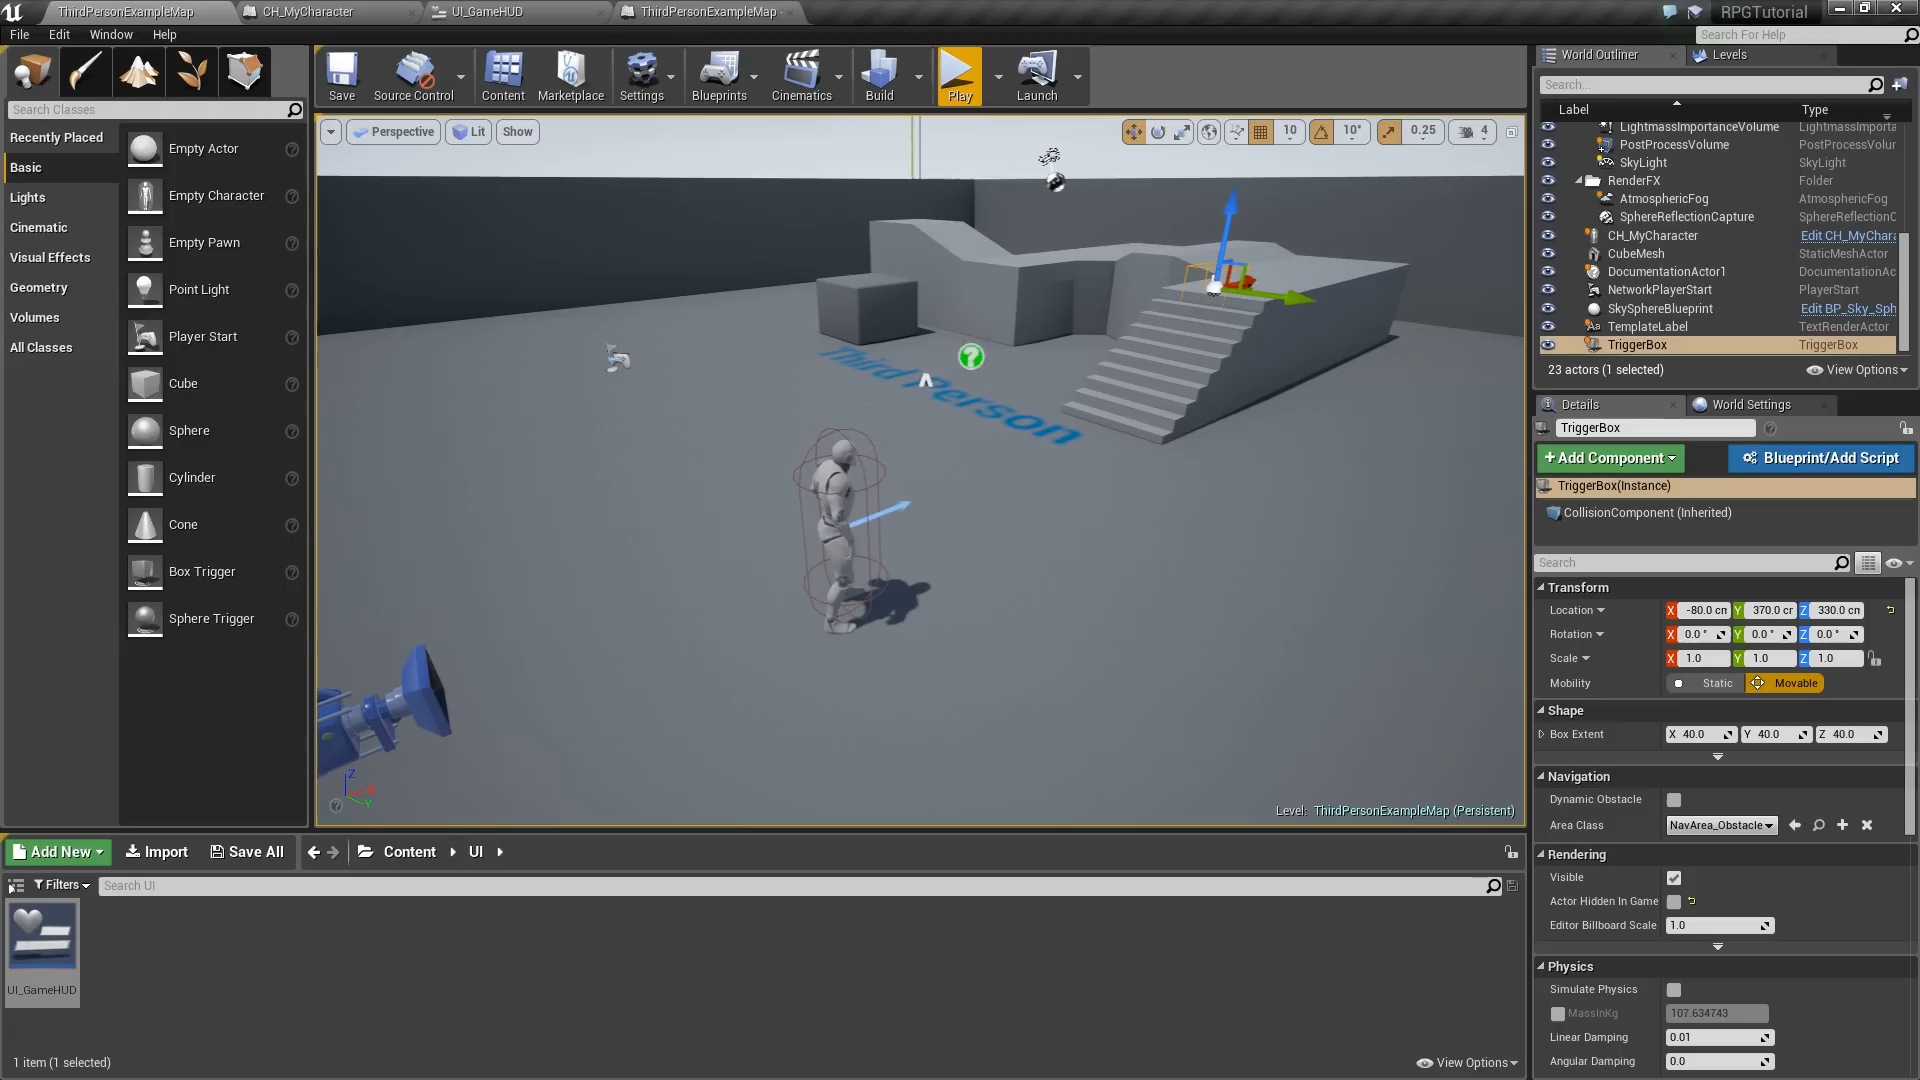 ThirdPersonExampleMap
CH_MyCharacter
UI_GameHUD
ThirdPersonExampleMap
RPGTutorial
File
Edit
Window
Help
Search For Help
Save
Source Control
Content
Marketplace
Settings
Blueprints
Cinematics
Build
Play
Launch
Search Classes
Recently Placed
Basic
Lights
Cinematic
Visual Effects
Geometry
Volumes
All Classes
Empty Actor
Empty Character
Empty Pawn
Point Light
Player Start
Cube
Sphere
Cylinder
Cone
Box Trigger
Sphere Trigger
Perspective
Lit
Show
10
10°
0.25
4
Third Person
Z
X
Y
Level: ThirdPersonExampleMap (Persistent)
World Outliner
Levels
Search...
Label
Type
LightmassImportanceVolume
LightmassImporta
PostProcessVolume
PostProcessVolur
SkyLight
SkyLight
RenderFX
Folder
AtmosphericFog
AtmosphericFog
SphereReflectionCapture
SphereReflectionC
CH_MyCharacter
Edit CH_MyChara
CubeMesh
StaticMeshActor
DocumentationActor1
DocumentationAc
NetworkPlayerStart
PlayerStart
SkySphereBlueprint
Edit BP_Sky_Sph
TemplateLabel
TextRenderActor
TriggerBox
TriggerBox
23 actors (1 selected)
View Options
Details
World Settings
TriggerBox
+Add Component
Blueprint/Add Script
TriggerBox(Instance)
CollisionComponent (Inherited)
Search
Transform
Location
X -80.0 cm Y 370.0 cm Z 330.0 cm
Rotation
X 0.0 ° Y 0.0 ° Z 0.0 °
Scale
X 1.0 Y 1.0 Z 1.0
Mobility
Static
Movable
Shape
Box Extent
X 40.0 Y 40.0 Z 40.0
Navigation
Dynamic Obstacle
Area Class
NavArea_Obstacle
Rendering
Visible
Actor Hidden In Game
Editor Billboard Scale
1.0
Physics
Simulate Physics
MassInKg
107.634743
Linear Damping
0.01
Angular Damping
0.0
Add New
Import
Save All
Content
UI
Filters
Search UI
UI_GameHUD
1 item (1 selected)
View Options